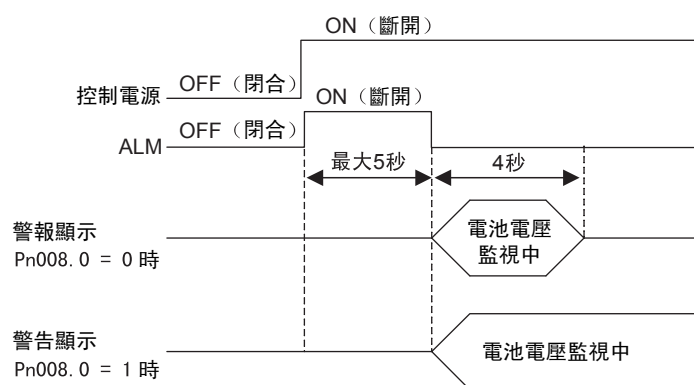 ON（斷開）
控制電源 OFF（閉合）
ON（斷開）
ALM OFF（閉合）
最大5秒 4秒
警報顯示
Pn008.0 = 0 時
電池電壓
監視中
警告顯示
Pn008.0 = 1 時
電池電壓監視中